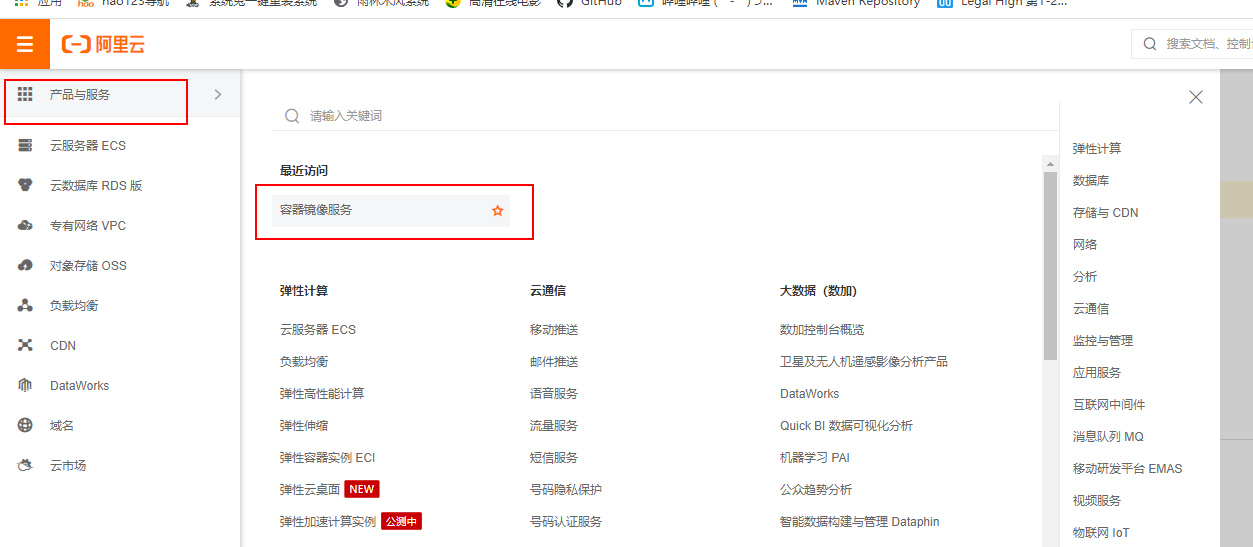 应用 hao123导航 系统兔一键重装系统 雨林木风系统 高清在线电影 GitHub Maven Repository Legal High 第1-2...
阿里云
搜索文档、控制
产品与服务
云服务器 ECS
云数据库 RDS 版
专有网络 VPC
对象存储 OSS
负载均衡
CDN
DataWorks
域名
云市场
请输入关键词
最近访问
容器镜像服务
弹性计算
云服务器 ECS
负载均衡
弹性高性能计算
弹性伸缩
弹性容器实例 ECI
弹性云桌面 NEW
弹性加速计算实例 公测中
云通信
移动推送
邮件推送
语音服务
流量服务
短信服务
号码隐私保护
号码认证服务
大数据（数加）
数加控制台概览
卫星及无人机遥感影像分析产品
DataWorks
Quick BI 数据可视化分析
机器学习 PAI
公众趋势分析
智能数据构建与管理 Dataphin
弹性计算
数据库
存储与 CDN
网络
分析
云通信
监控与管理
应用服务
互联网中间件
消息队列 MQ
移动研发平台 EMAS
视频服务
物联网 IoT